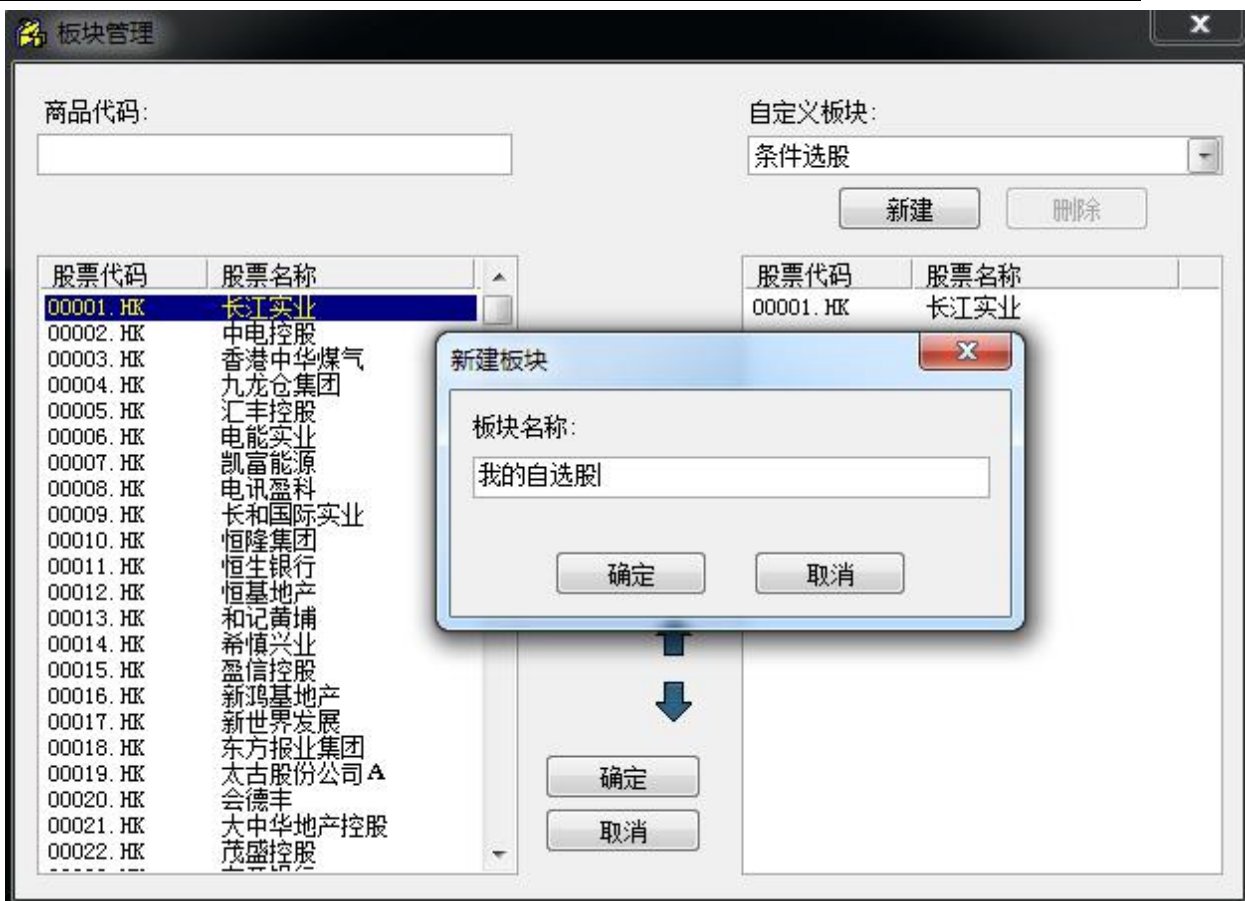 板块管理
商品代码:
自定义板块:
条件选股
新建 删除
股票代码 股票名称
00001.HK 长江实业
00002.HK 中电控股
00003.HK 香港中华煤气
00004.HK 九龙仓集团
00005.HK 汇丰控股
00006.HK 电能实业
00007.HK 凯富能源
00008.HK 电讯盈科
00009.HK 长和国际实业
00010.HK 恒隆集团
00011.HK 恒生银行
00012.HK 恒基地产
00013.HK 和记黄埔
00014.HK 希慎兴业
00015.HK 盈信控股
00016.HK 新鸿基地产
00017.HK 新世界发展
00018.HK 东方报业集团
00019.HK 太古股份公司A
00020.HK 会德丰
00021.HK 大中华地产控股
00022.HK 茂盛控股
股票代码 股票名称
00001.HK 长江实业
新建板块
板块名称:
我的自选股
确定 取消
确定
取消